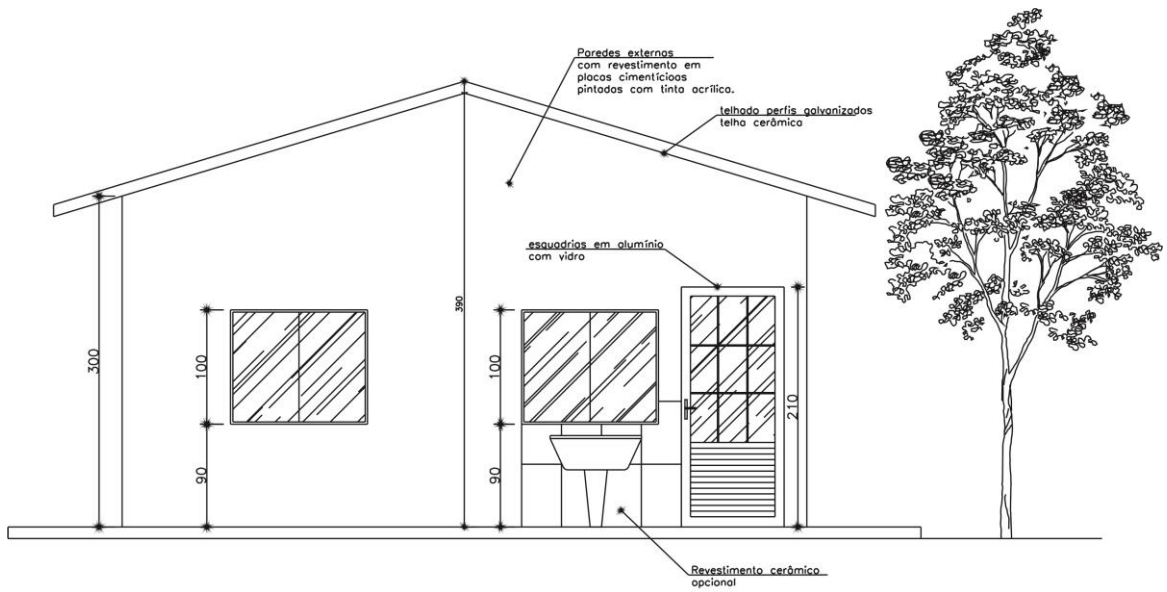 Paredes externas
com revestimento em
placas cimentícioas
pintadas com tinta acrílica.
telhado perfis galvanizados
telha cerâmica
esquadrias em alumínio
com vidro
390
300
100
100
210
90
90
Revestimento cerâmico
opcional